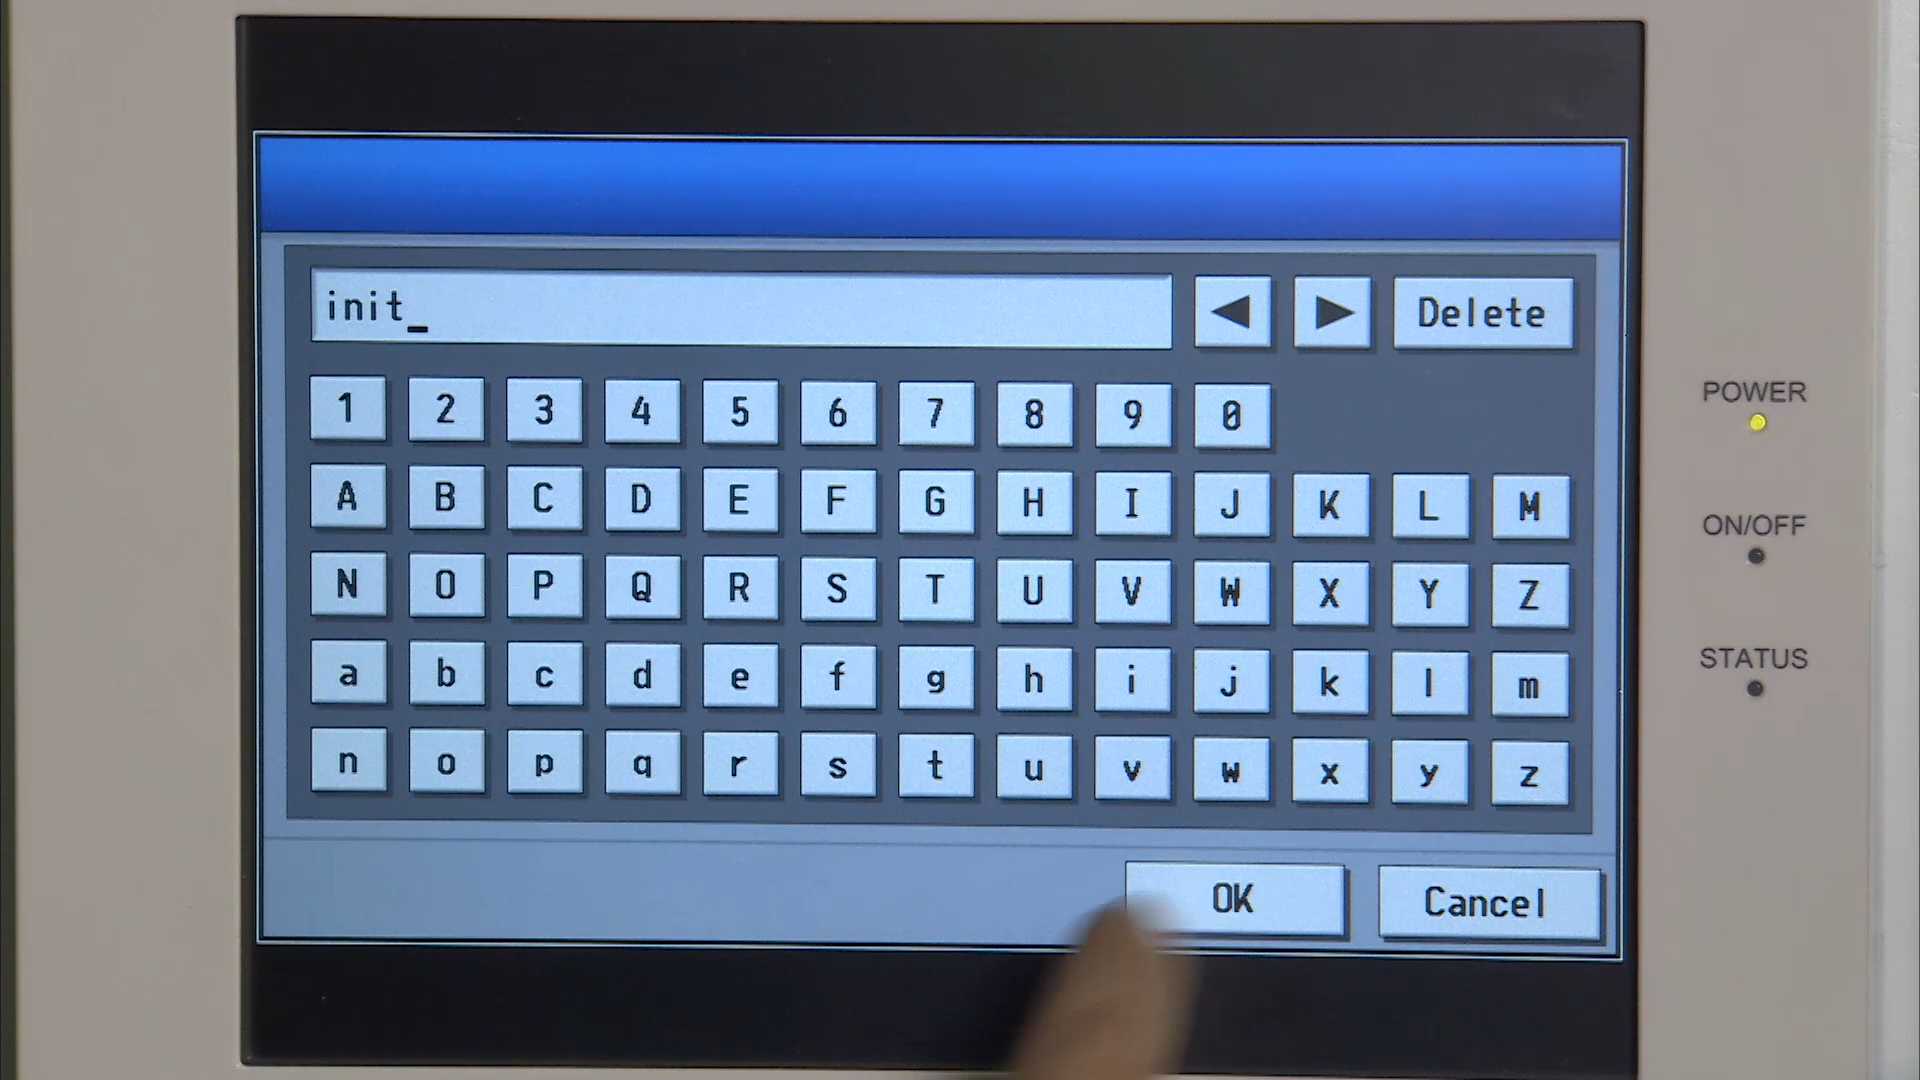 init_
◀ ▶ Delete
1 2 3 4 5 6 7 8 9 0
A B C D E F G H I J K L M
N O P Q R S T U V W X Y Z
a b c d e f g h i j k l m
n o p q r s t u v w x y z
OK Cancel
POWER
ON/OFF
STATUS